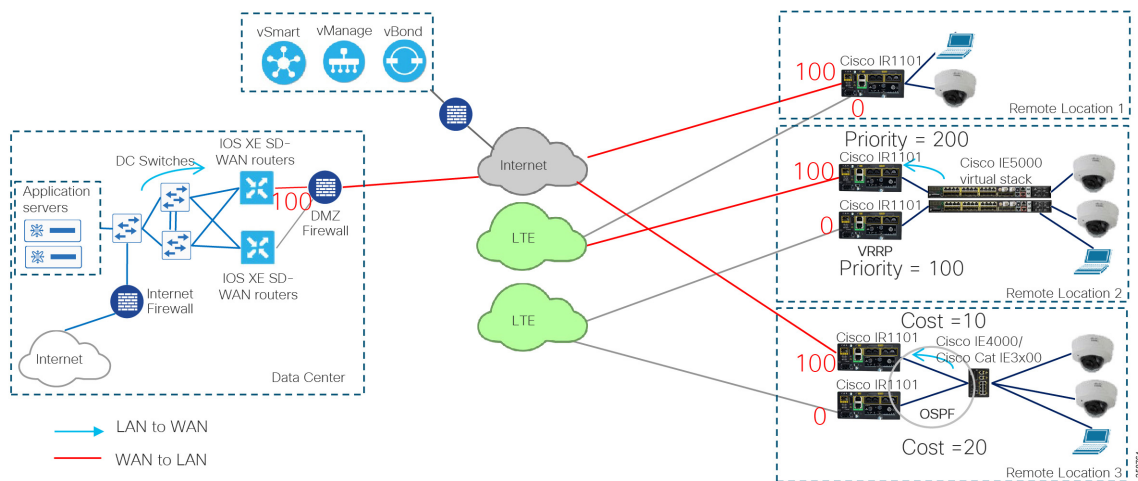 vSmart
vManage
vBond
IOS XE SD-
WAN routers
DC Switches
Application
servers
100
DMZ
Firewall
IOS XE SD-
WAN routers
Internet
Firewall
Internet
Data Center
Internet
LTE
LTE
LAN to WAN
WAN to LAN
Cisco IR1101
100
0
Remote Location 1
Priority = 200
Cisco IR1101
100
Cisco IE5000
virtual stack
Cisco IR1101
0
VRRP
Priority = 100
Remote Location 2
Cost =10
Cisco IR1101
100
Cisco IE4000/
Cisco Cat IE3x00
Cisco IR1101
0
OSPF
Cost =20
Remote Location 3